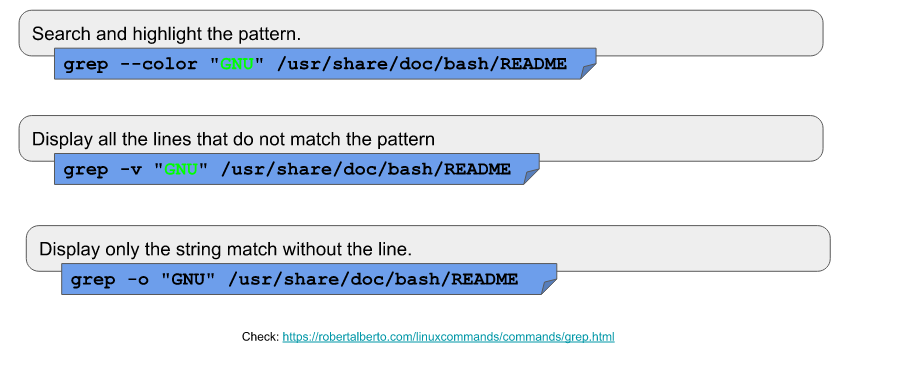 Search and highlight the pattern.
grep --color "GNU" /usr/share/doc/bash/README
Display all the lines that do not match the pattern
grep -v "GNU" /usr/share/doc/bash/README
Display only the string match without the line.
grep -o "GNU" /usr/share/doc/bash/README
Check: https://robertalberto.com/linuxcommands/commands/grep.html